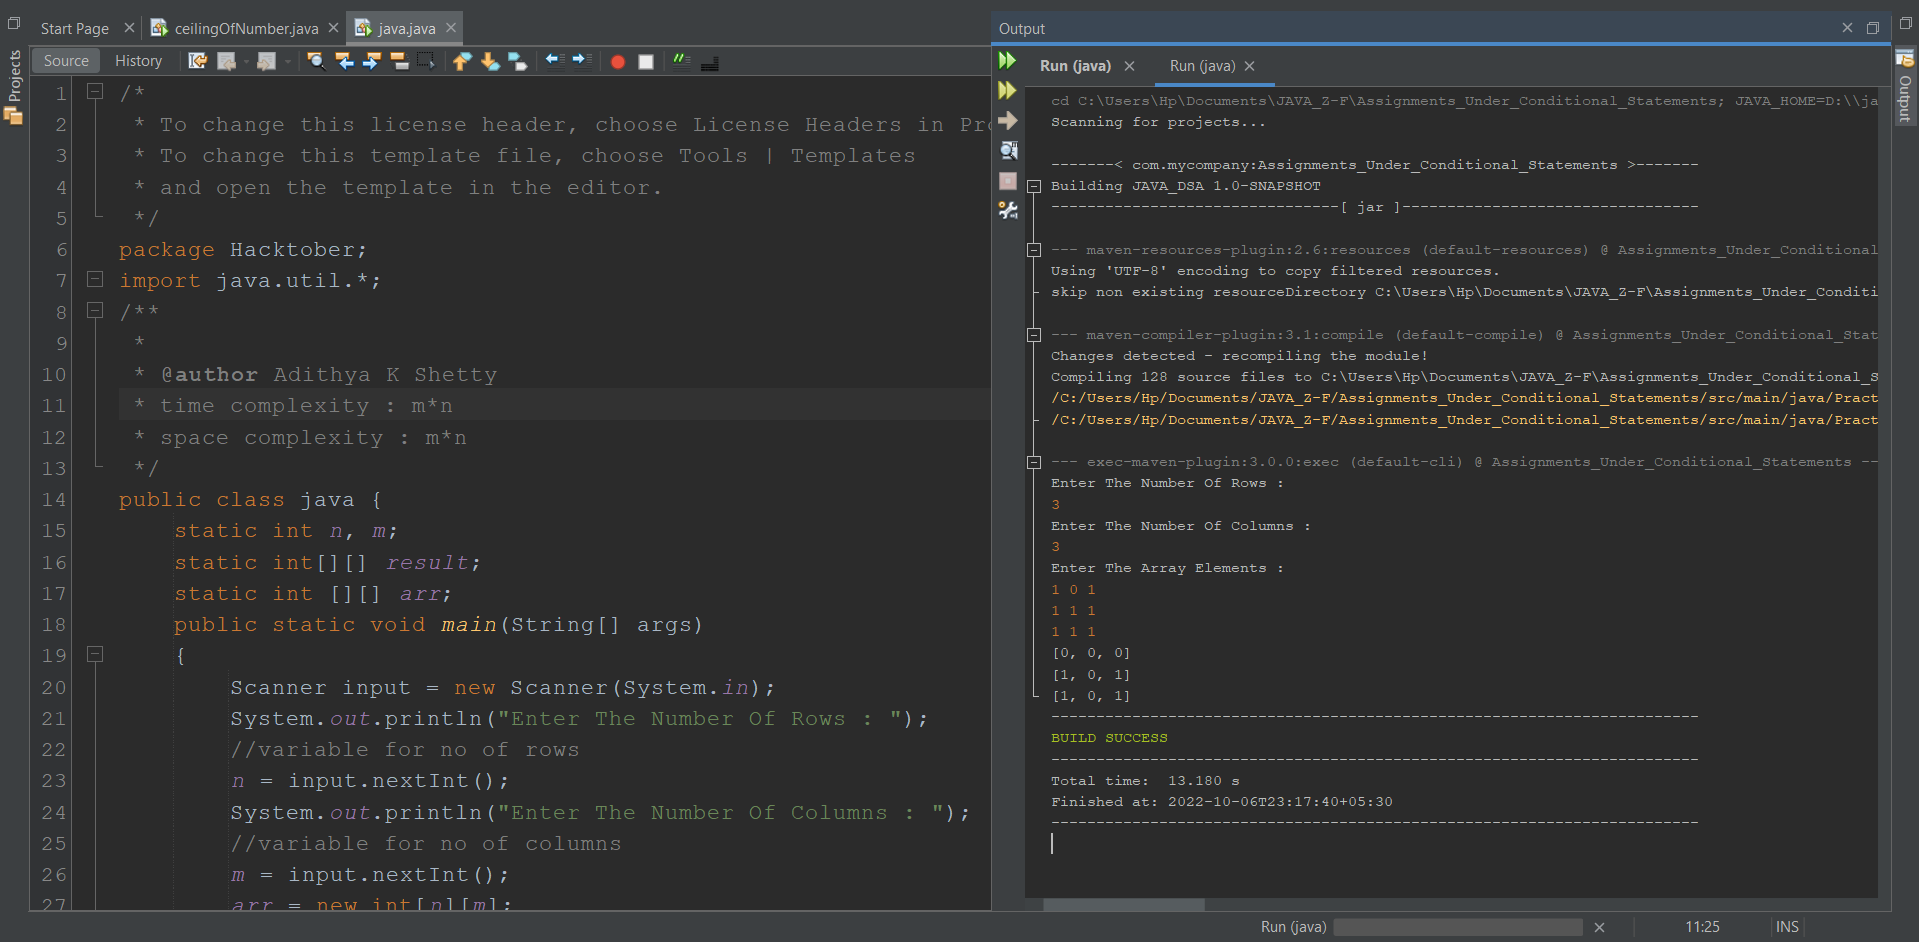 Start Page
ceilingOfNumber.java
java.java
Projects
Source
History
1 /*
2 * To change this license header, choose License Headers in Pr
3 * To change this template file, choose Tools | Templates
4 * and open the template in the editor.
5 */
6 package Hacktober;
7 import java.util.*;
8 /**
9 *
10 * @author Adithya K Shetty
11 * time complexity : m*n
12 * space complexity : m*n
13 */
14 public class java {
15 static int n, m;
16 static int[][] result;
17 static int [][] arr;
18 public static void main(String[] args)
19 {
20 Scanner input = new Scanner(System.in);
21 System.out.println("Enter The Number Of Rows : ");
22 //variable for no of rows
23 n = input.nextInt();
24 System.out.println("Enter The Number Of Columns : ");
25 //variable for no of columns
26 m = input.nextInt();
27 arr = new int[n][m];
Output
Run (java)
Run (java)
cd C:\Users\Hp\Documents\JAVA_Z-F\Assignments_Under_Conditional_Statements; JAVA_HOME=D:\\ja
Scanning for projects...
-------< com.mycompany:Assignments_Under_Conditional_Statements >-------
Building JAVA_DSA 1.0-SNAPSHOT
--------------------------------[ jar ]---------------------------------
--- maven-resources-plugin:2.6:resources (default-resources) @ Assignments_Under_Conditional
Using 'UTF-8' encoding to copy filtered resources.
skip non existing resourceDirectory C:\Users\Hp\Documents\JAVA_Z-F\Assignments_Under_Conditi
--- maven-compiler-plugin:3.1:compile (default-compile) @ Assignments_Under_Conditional_Stat
Changes detected - recompiling the module!
Compiling 128 source files to C:\Users\Hp\Documents\JAVA_Z-F\Assignments_Under_Conditional_S
/C:/Users/Hp/Documents/JAVA_Z-F/Assignments_Under_Conditional_Statements/src/main/java/Pract
/C:/Users/Hp/Documents/JAVA_Z-F/Assignments_Under_Conditional_Statements/src/main/java/Pract
--- exec-maven-plugin:3.0.0:exec (default-cli) @ Assignments_Under_Conditional_Statements --
Enter The Number Of Rows :
3
Enter The Number Of Columns :
3
Enter The Array Elements :
1 0 1
1 1 1
1 1 1
[0, 0, 0]
[1, 0, 1]
[1, 0, 1]
------------------------------------------------------------------------
BUILD SUCCESS
------------------------------------------------------------------------
Total time:  13.180 s
Finished at: 2022-10-06T23:17:40+05:30
------------------------------------------------------------------------
Output
Run (java)
11:25
INS